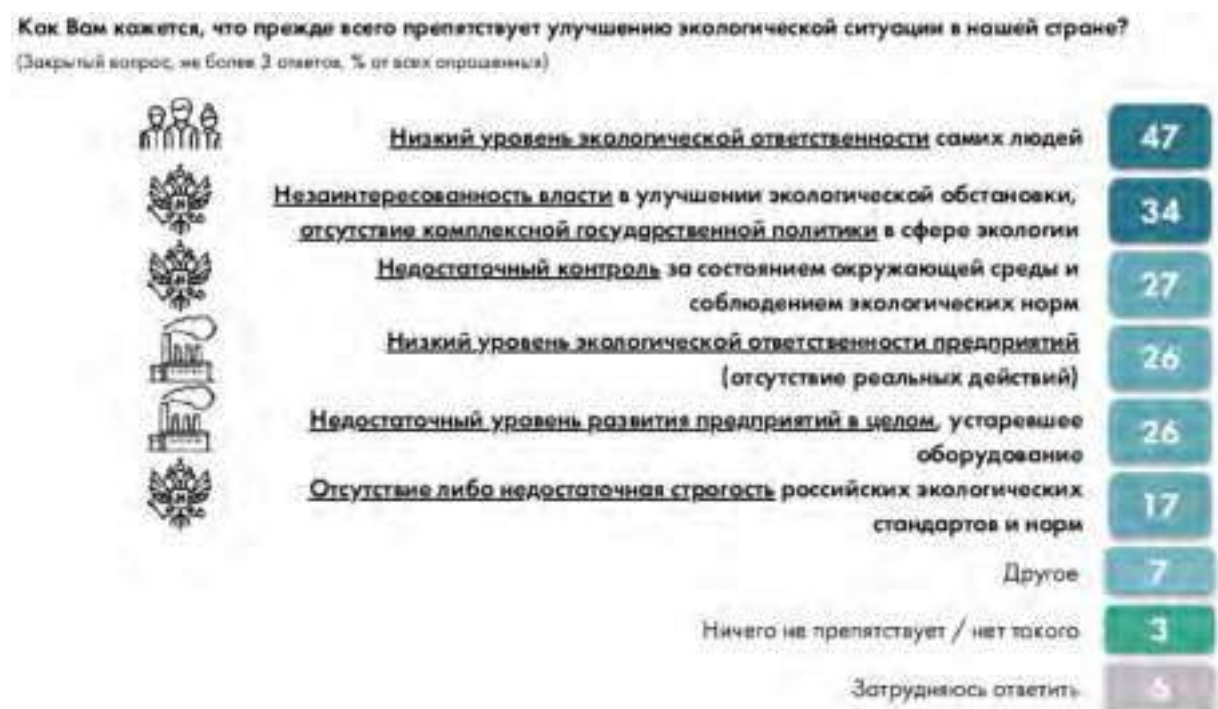 Как Вам кажется, что прежде всего препятствует улучшению экологической ситуации в нашей стране?
(Закрытый вопрос, не более 3 ответов, % от всех опрошенных)
Низкий уровень экологической ответственности самих людей 47
Незаинтересованность власти в улучшении экологической обстановки,
отсутствие комплексной государственной политики в сфере экологии 34
Недостаточный контроль за состоянием окружающей среды и
соблюдением экологических норм 27
Низкий уровень экологической ответственности предприятий
(отсутствие реальных действий) 26
Недостаточный уровень развития предприятий в целом, устаревшее
оборудование 26
Отсутствие либо недостаточная строгость российских экологических
стандартов и норм 17
Другое 7
Ничего не препятствует / нет такого 3
Затрудняюсь ответить 6